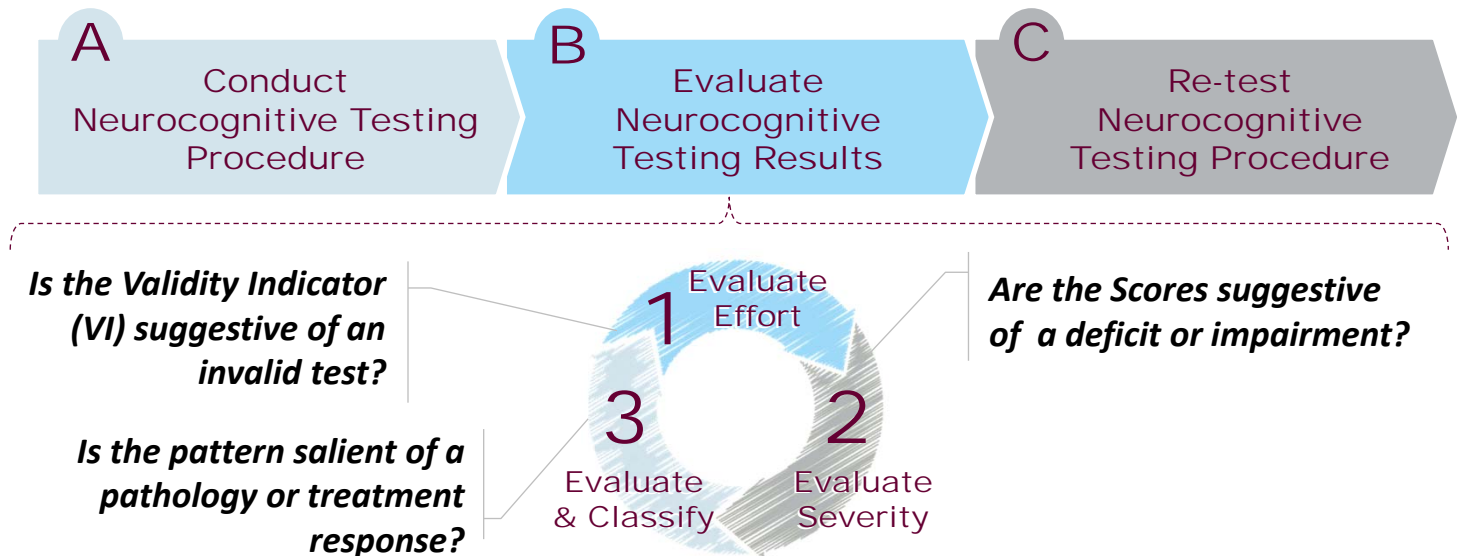 A
Conduct
Neurocognitive Testing
Procedure
B
Evaluate
Neurocognitive
Testing Results
C
Re-test
Neurocognitive
Testing Procedure
Is the Validity Indicator
(VI) suggestive of an
invalid test?
1
Evaluate
Effort
Are the Scores suggestive
of a deficit or impairment?
3
Evaluate
& Classify
2
Evaluate
Severity
Is the pattern salient of a
pathology or treatment
response?